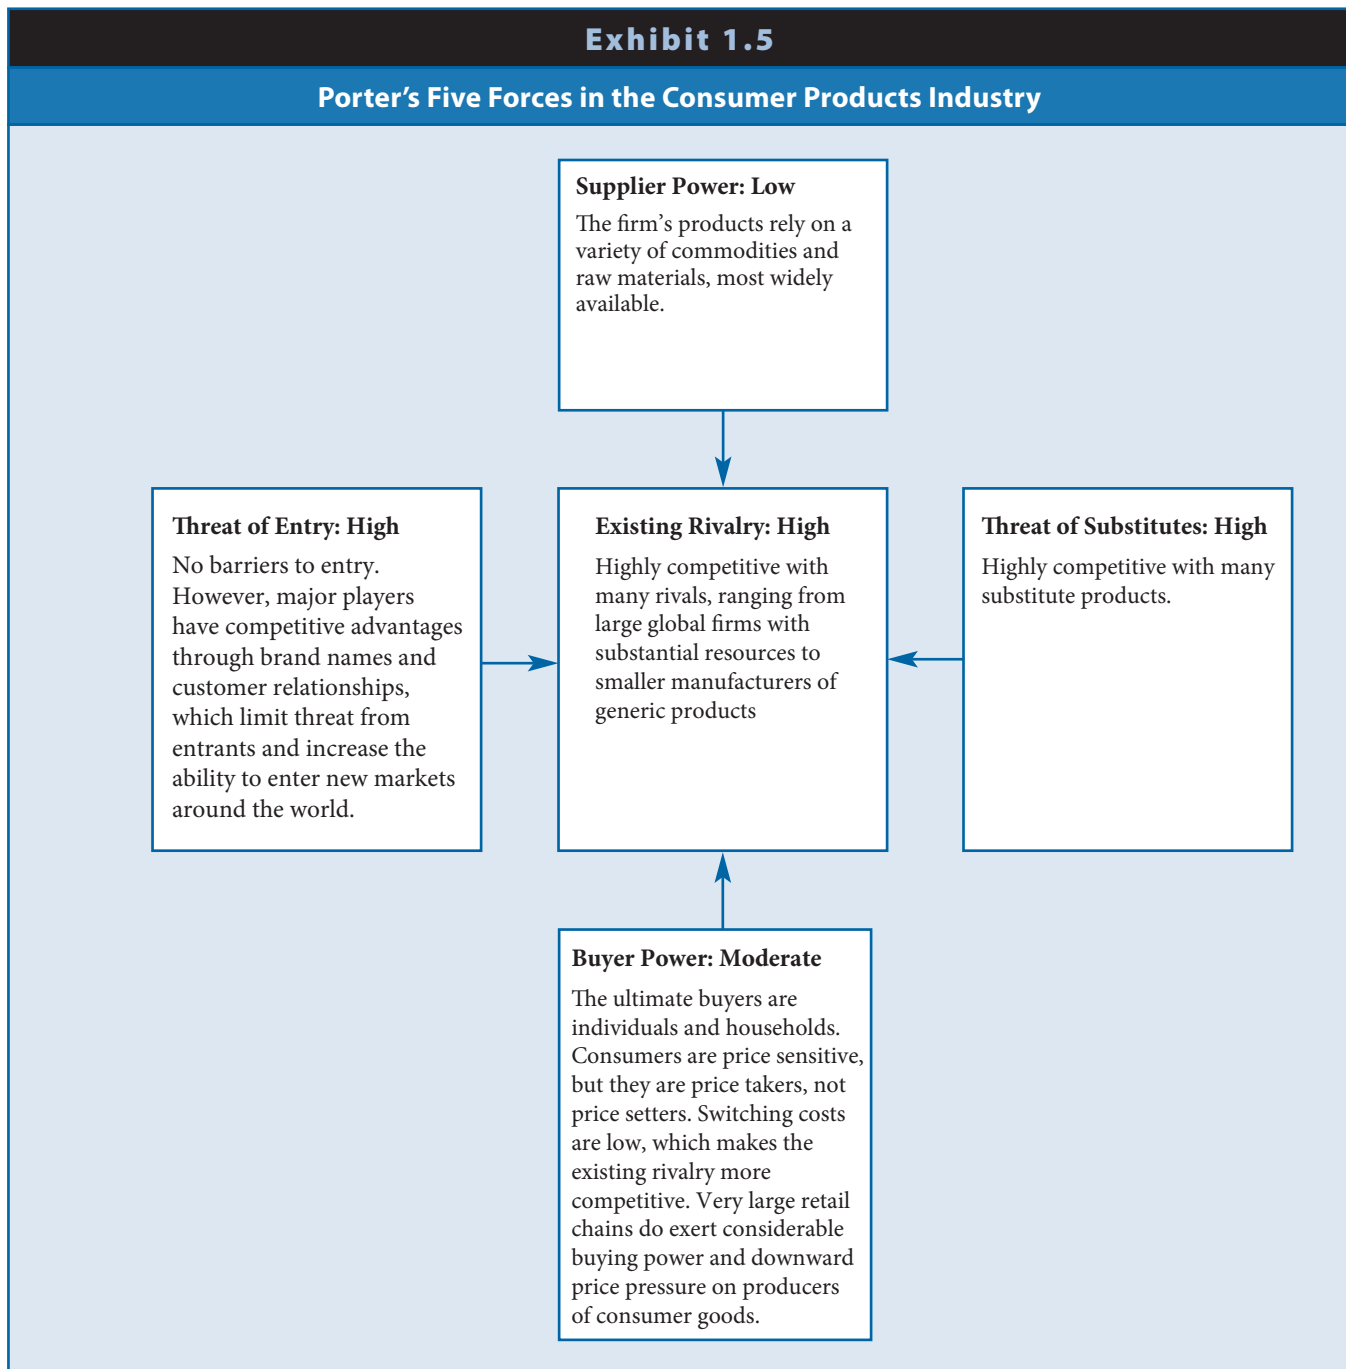 Exhibit 1.5
Porter’s Five Forces in the Consumer Products Industry
Supplier Power: Low
The firm’s products rely on a
variety of commodities and
raw materials, most widely
available.
Threat of Entry: High
No barriers to entry.
However, major players
have competitive advantages
through brand names and
customer relationships,
which limit threat from
entrants and increase the
ability to enter new markets
around the world.
Existing Rivalry: High
Highly competitive with
many rivals, ranging from
large global firms with
substantial resources to
smaller manufacturers of
generic products
Threat of Substitutes: High
Highly competitive with many
substitute products.
Buyer Power: Moderate
The ultimate buyers are
individuals and households.
Consumers are price sensitive,
but they are price takers, not
price setters. Switching costs
are low, which makes the
existing rivalry more
competitive. Very large retail
chains do exert considerable
buying power and downward
price pressure on producers
of consumer goods.